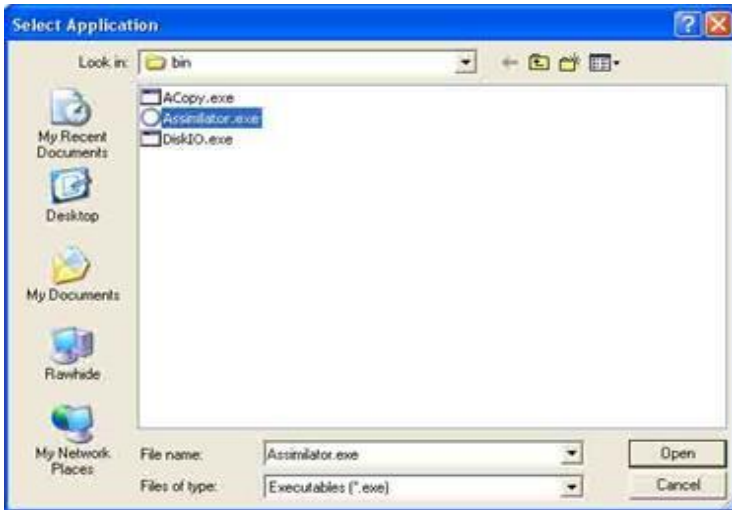 Select Application
Look in:
bin
ACopy.exe
Assimilator.exe
DiskIO.exe
My Recent
Documents
Desktop
My Documents
Rawhide
My Network
Places
File name:
Assimilator.exe
Open
Files of type:
Executables (*.exe)
Cancel